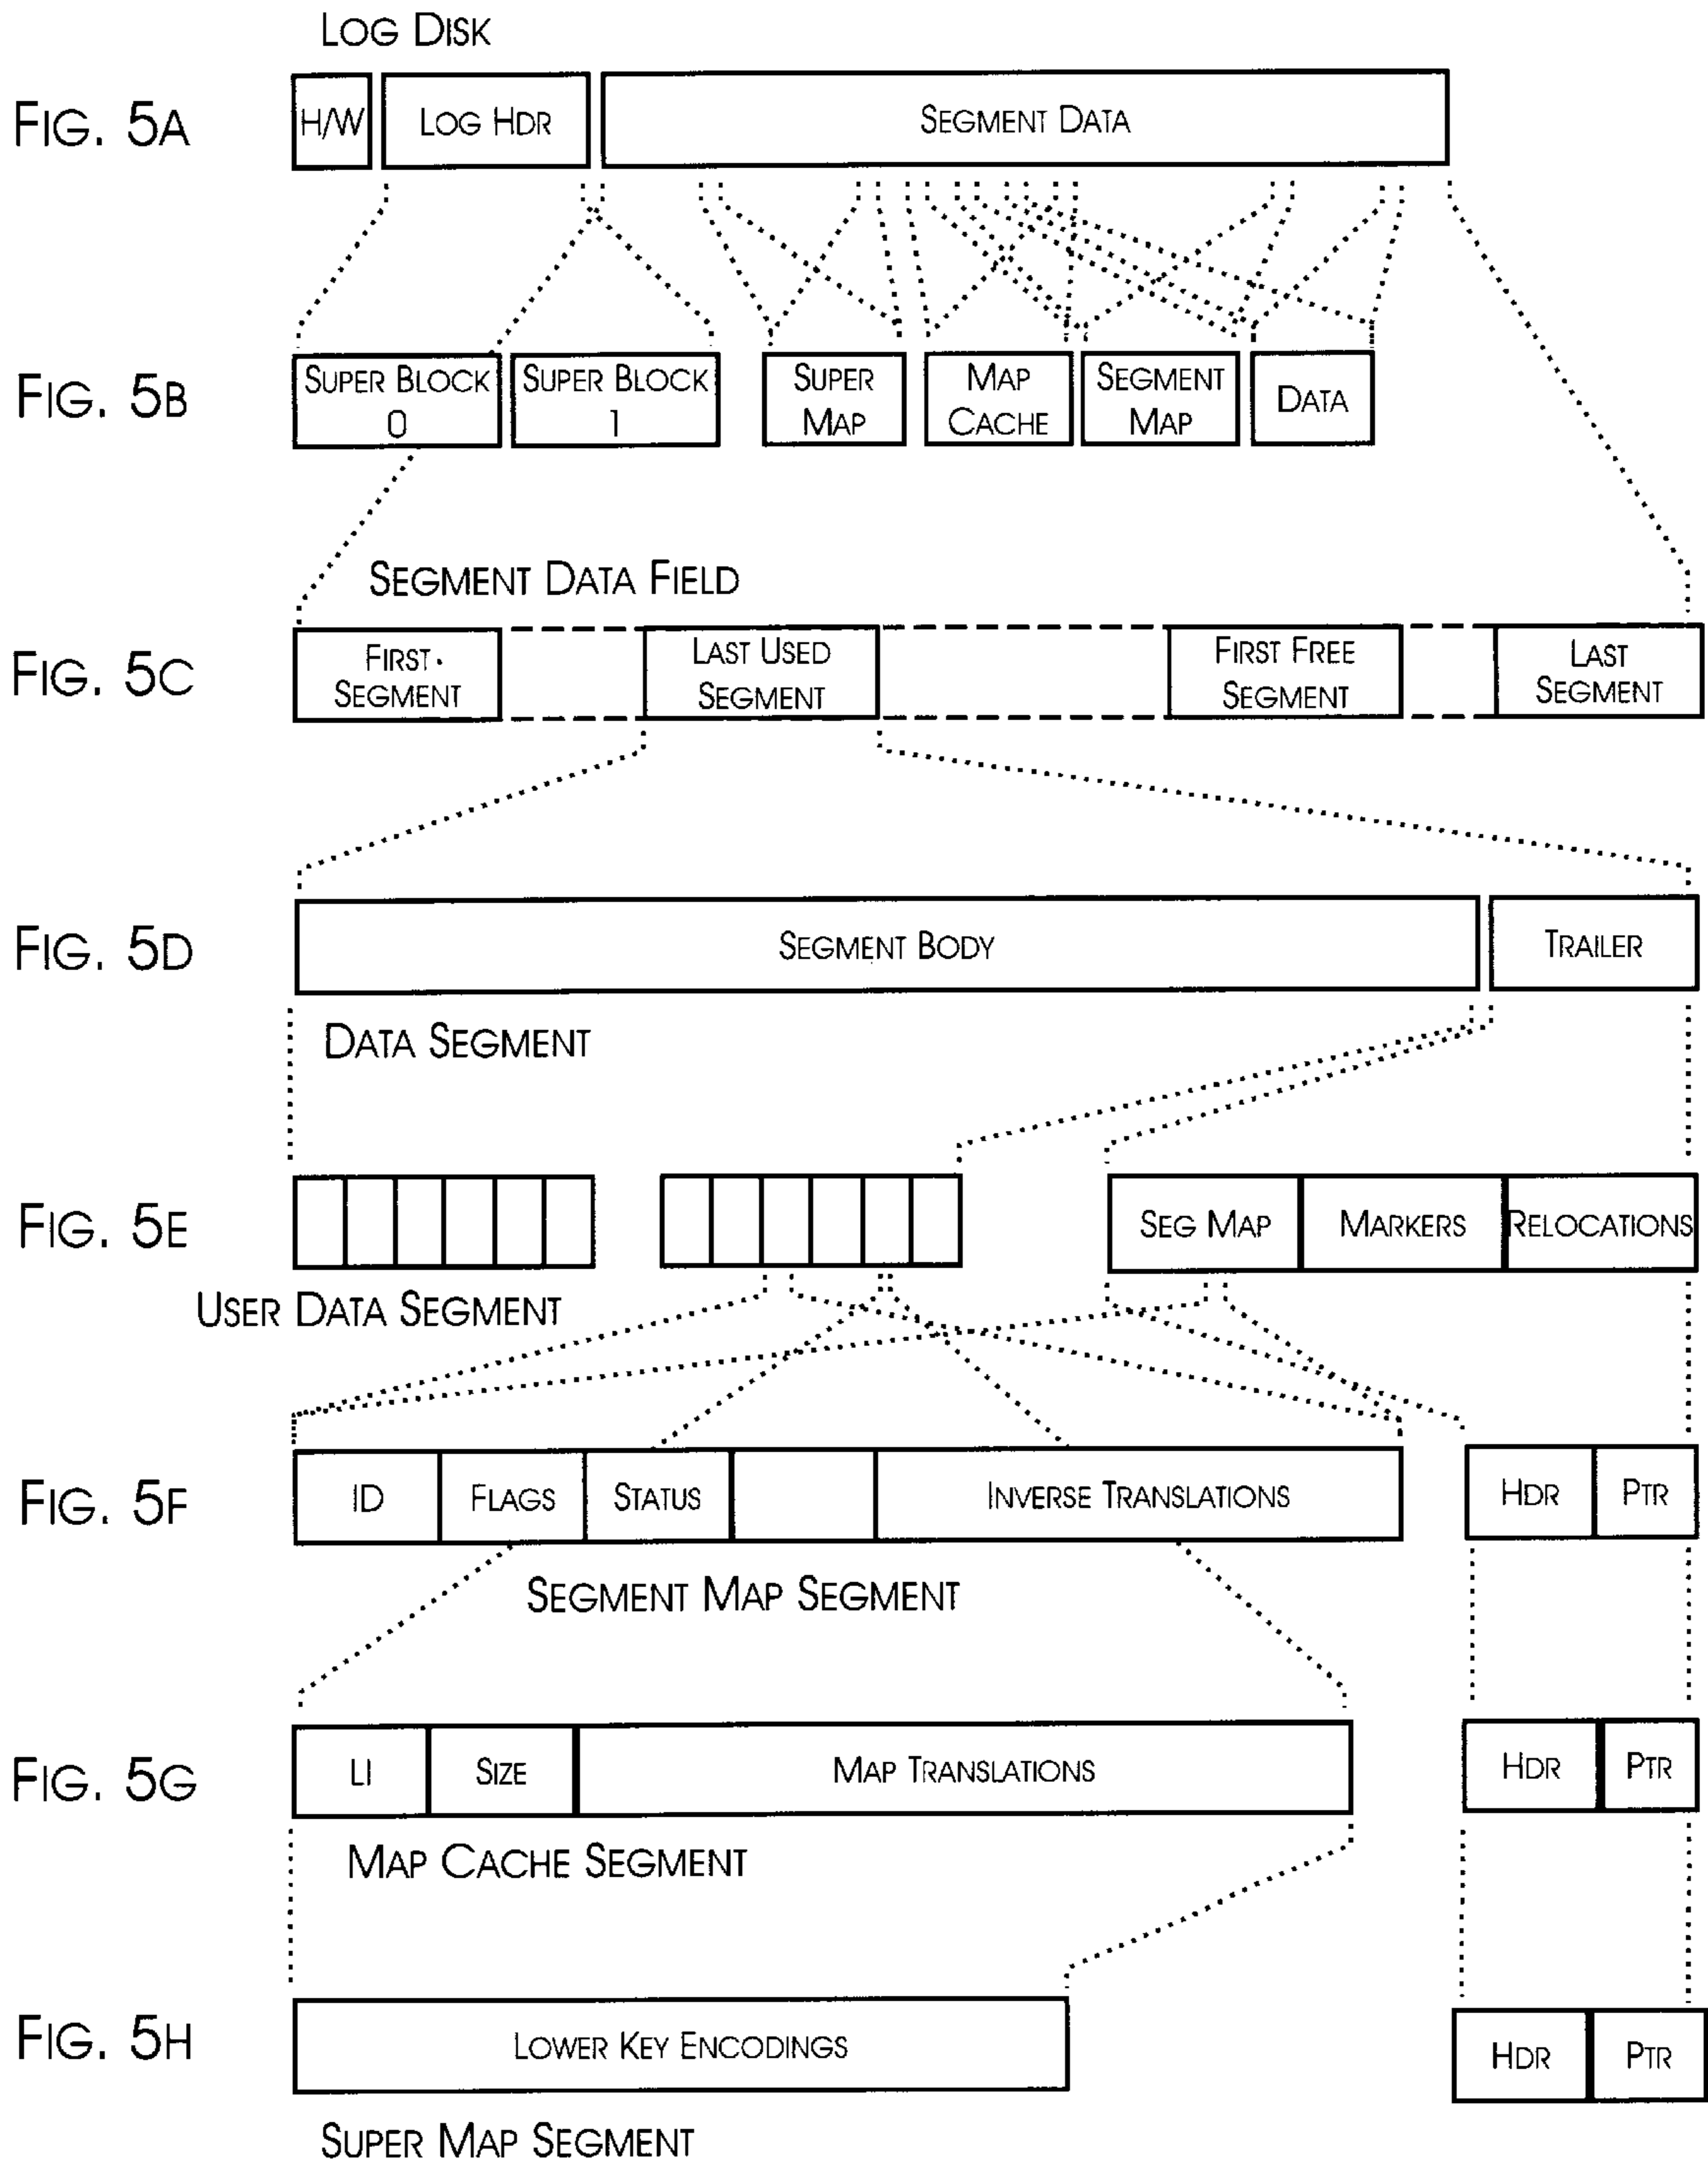 LOG DISK
FIG. 5A
H/W
LOG HDR
SEGMENT DATA
FIG. 5B
SUPER BLOCK
0
SUPER BLOCK
1
SUPER
MAP
MAP
CACHE
SEGMENT
MAP
DATA
SEGMENT DATA FIELD
FIG. 5C
FIRST
SEGMENT
LAST USED
SEGMENT
FIRST FREE
SEGMENT
LAST
SEGMENT
FIG. 5D
SEGMENT BODY
TRAILER
DATA SEGMENT
FIG. 5E
SEG MAP
MARKERS
RELOCATIONS
USER DATA SEGMENT
FIG. 5F
ID
FLAGS
STATUS
INVERSE TRANSLATIONS
HDR
PTR
SEGMENT MAP SEGMENT
FIG. 5G
LI
SIZE
MAP TRANSLATIONS
HDR
PTR
MAP CACHE SEGMENT
FIG. 5H
LOWER KEY ENCODINGS
HDR
PTR
SUPER MAP SEGMENT